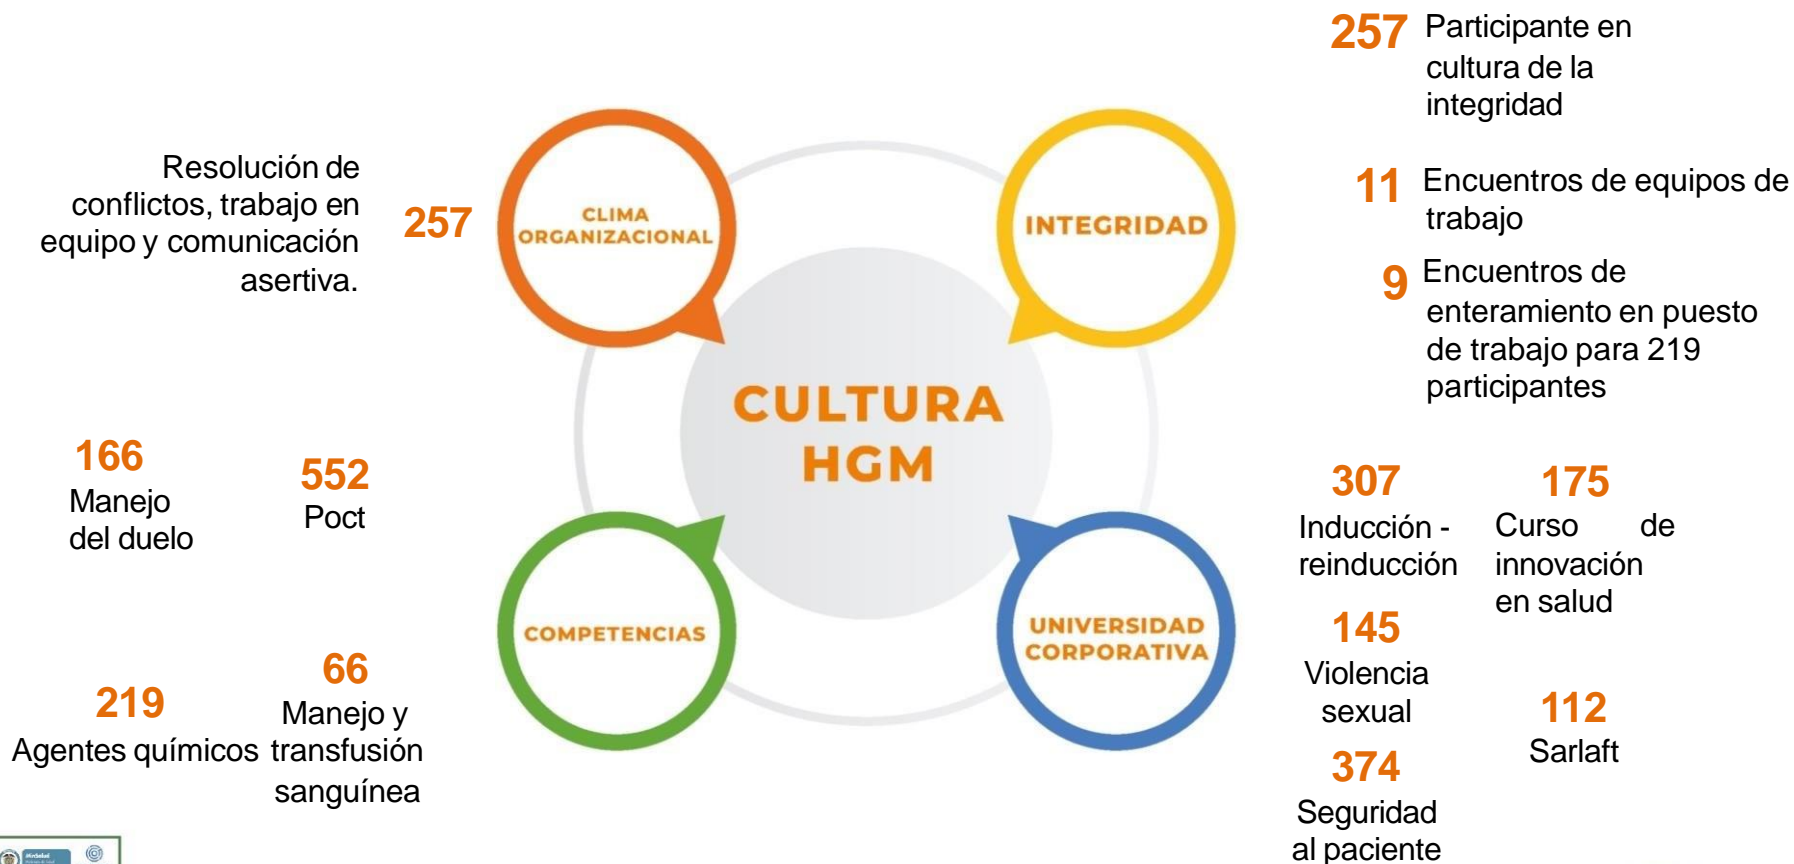 257 Participante en
cultura de la
integridad
Resolución de
conflictos, trabajo en
equipo y comunicación
asertiva.
257
CLIMA
ORGANIZACIONAL
INTEGRIDAD
11 Encuentros de equipos de
trabajo
9 Encuentros de
enteramiento en puesto
de trabajo para 219
participantes
CULTURA
HGM
166
Manejo
del duelo
552
Poct
219
Agentes químicos
66
Manejo y
transfusión
sanguínea
COMPETENCIAS
UNIVERSIDAD
CORPORATIVA
307
Inducción -
reinducción
175
Curso de
innovación
en salud
145
Violencia
sexual
112
Sarlaft
374
Seguridad
al paciente